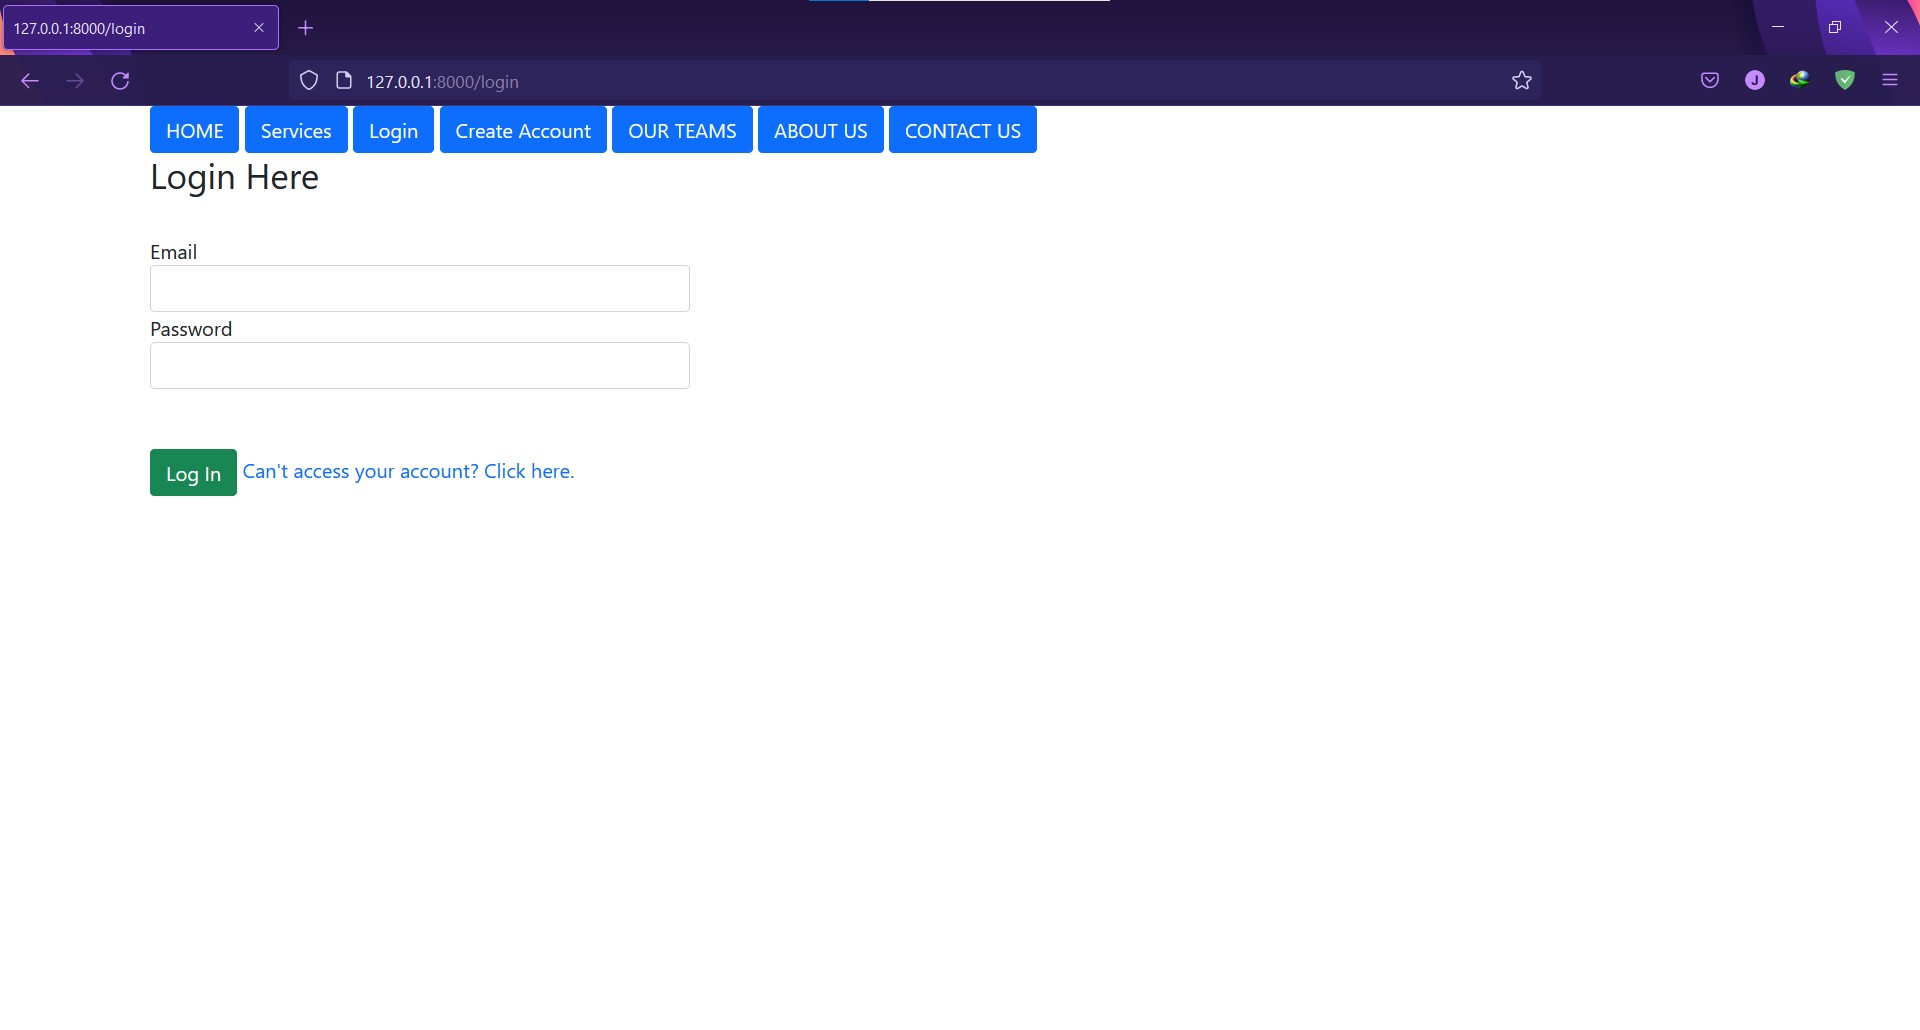 127.0.0.1:8000/login
127.0.0.1:8000/login
J
HOME Services Login Create Account OUR TEAMS ABOUT US CONTACT US
Login Here
Email
Password
Log In Can't access your account? Click here.